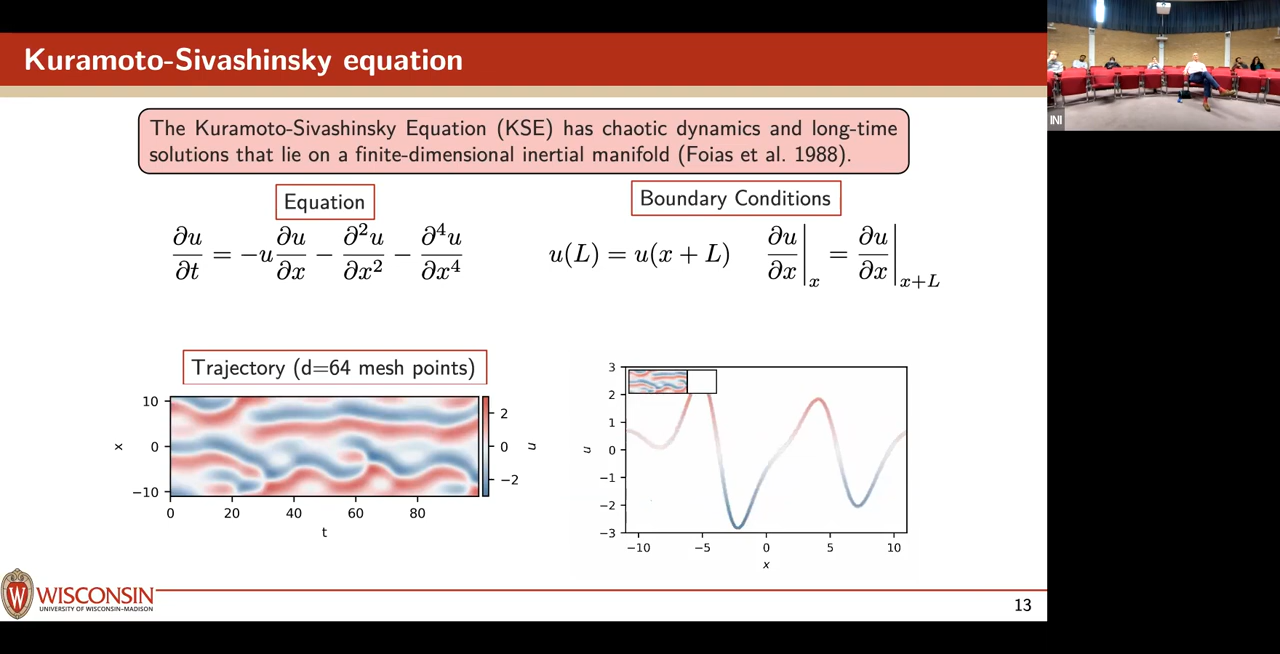 Kuramoto-Sivashinsky equation
The Kuramoto-Sivashinsky Equation (KSE) has chaotic dynamics and long-time
solutions that lie on a finite-dimensional inertial manifold (Foias et al. 1988).
Equation
∂u/∂t = −u ∂u/∂x − ∂²u/∂x² − ∂⁴u/∂x⁴
Boundary Conditions
u(L) = u(x + L) ∂u/∂x|x = ∂u/∂x|x+L
Trajectory (d=64 mesh points)
10
0
−10
x
0 20 40 60 80
t
2
0
−2
u
3
2
1
0
−1
−2
−3
u
−10 −5 0 5 10
x
W
WISCONSIN
UNIVERSITY OF WISCONSIN–MADISON
13
INI